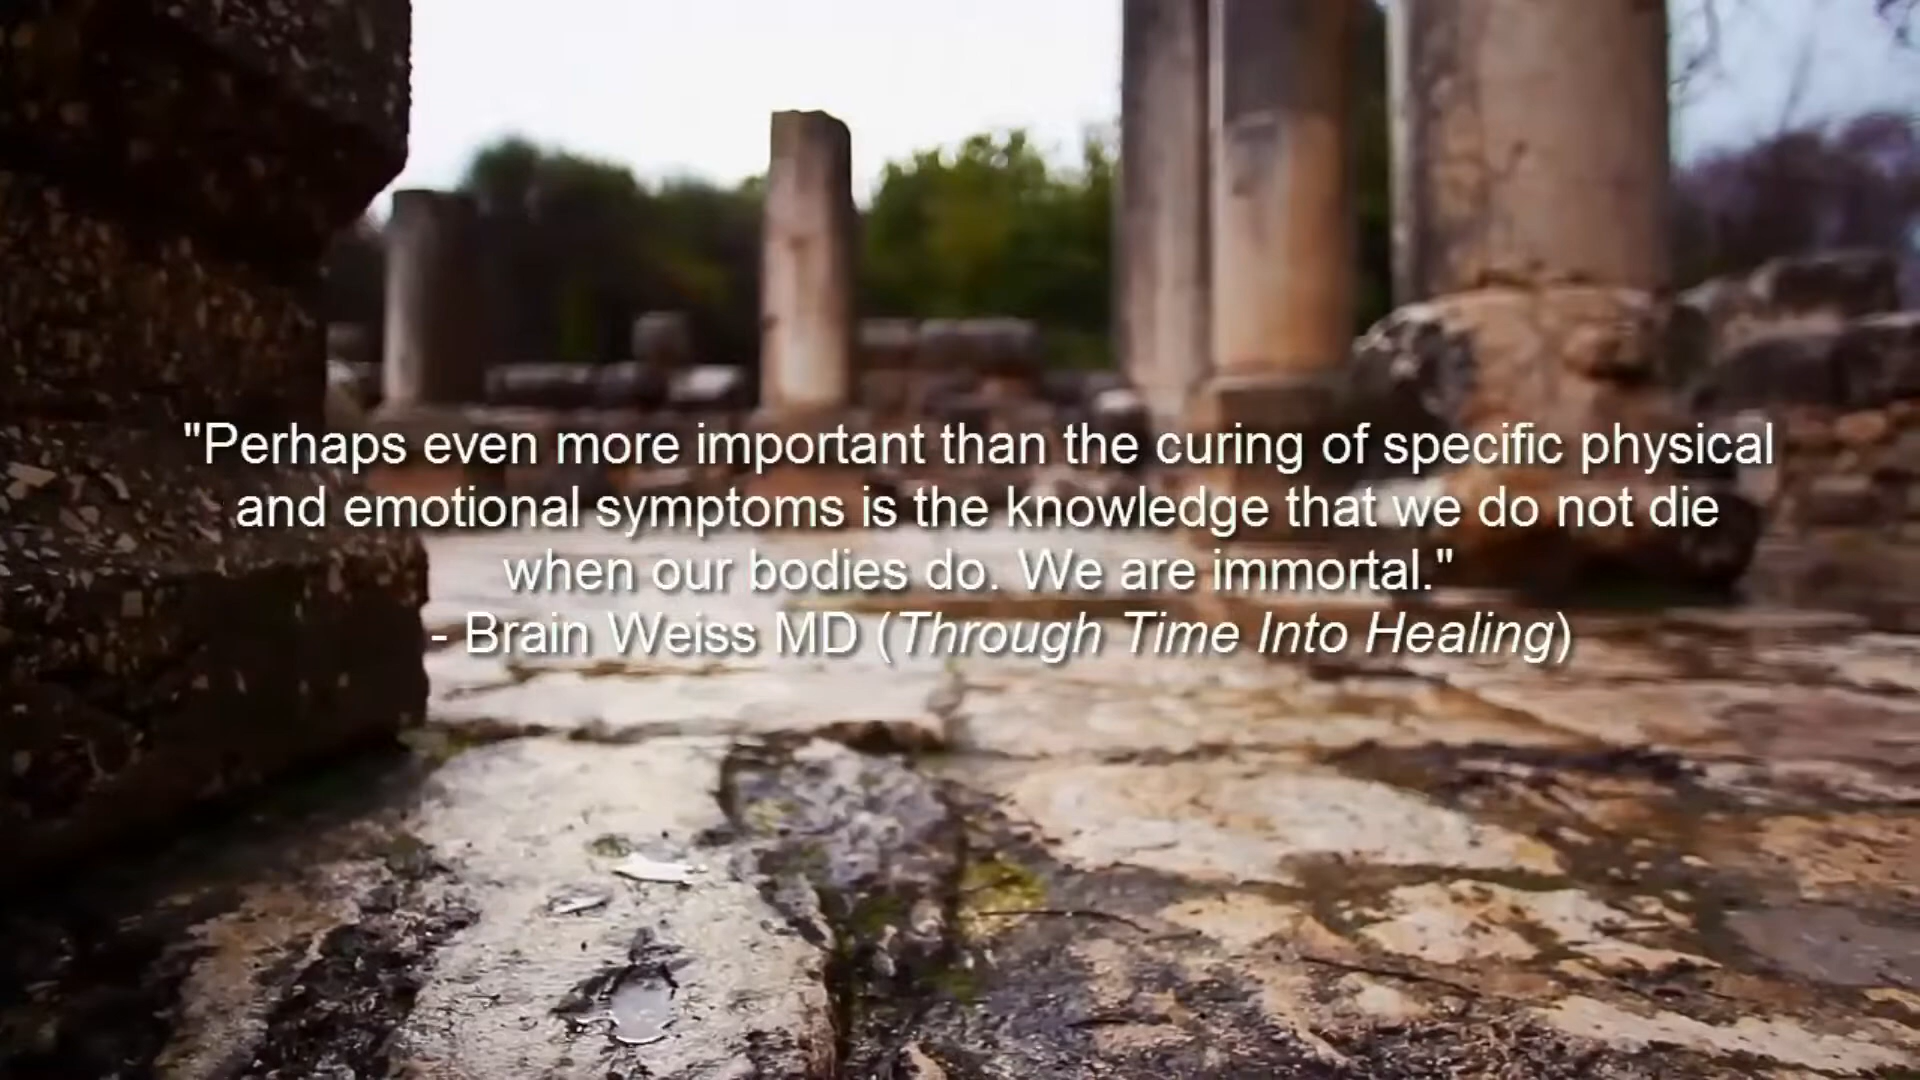 "Perhaps even more important than the curing of specific physical
and emotional symptoms is the knowledge that we do not die
when our bodies do. We are immortal."
- Brain Weiss MD (Through Time Into Healing)